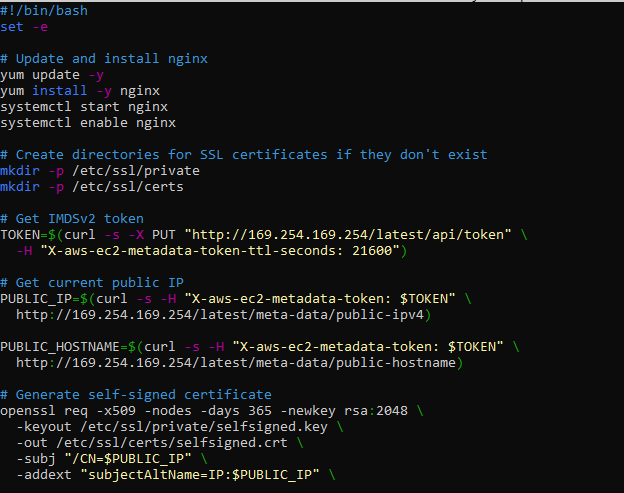 #!/bin/bash
set -e
# Update and install nginx
yum update -y
yum install -y nginx
systemctl start nginx
systemctl enable nginx
# Create directories for SSL certificates if they don't exist
mkdir -p /etc/ssl/private
mkdir -p /etc/ssl/certs
# Get IMDSv2 token
TOKEN=$(curl -s -X PUT "http://169.254.169.254/latest/api/token" \
  -H "X-aws-ec2-metadata-token-ttl-seconds: 21600")
# Get current public IP
PUBLIC_IP=$(curl -s -H "X-aws-ec2-metadata-token: $TOKEN" \
  http://169.254.169.254/latest/meta-data/public-ipv4)
PUBLIC_HOSTNAME=$(curl -s -H "X-aws-ec2-metadata-token: $TOKEN" \
  http://169.254.169.254/latest/meta-data/public-hostname)
# Generate self-signed certificate
openssl req -x509 -nodes -days 365 -newkey rsa:2048 \
  -keyout /etc/ssl/private/selfsigned.key \
  -out /etc/ssl/certs/selfsigned.crt \
  -subj "/CN=$PUBLIC_IP" \
  -addext "subjectAltName=IP:$PUBLIC_IP" \